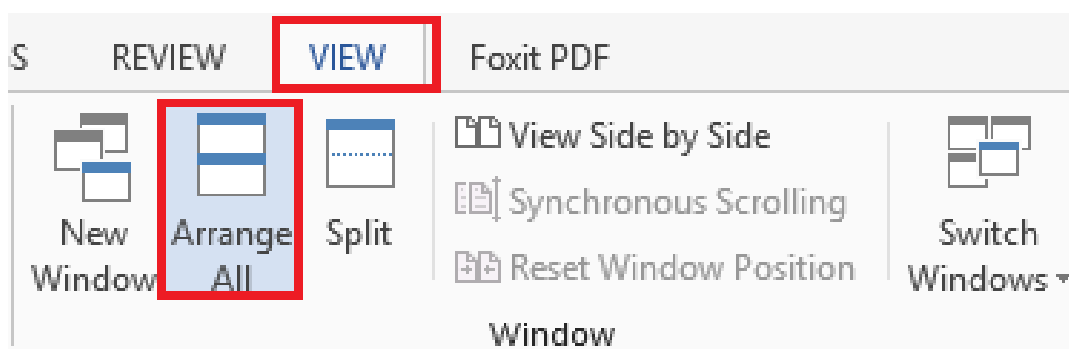 S REVIEW VIEW Foxit PDF
New Window
Arrange All
Split
View Side by Side
Synchronous Scrolling
Reset Window Position
Switch Windows
Window